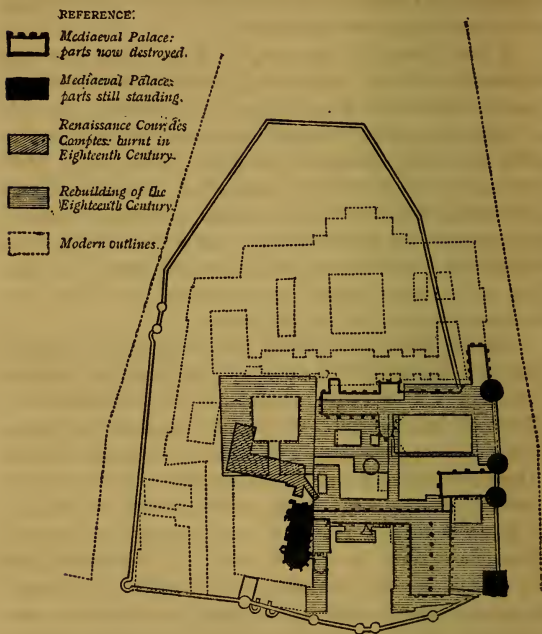 REFERENCE:
Mediaeval Palace:
parts now destroyed.
Mediaeval Palace:
parts still standing.
Renaissance Cour des
Comptes: burnt in
Eighteenth Century.
Rebuilding of the
Eighteenth Century.
Modern outlines.